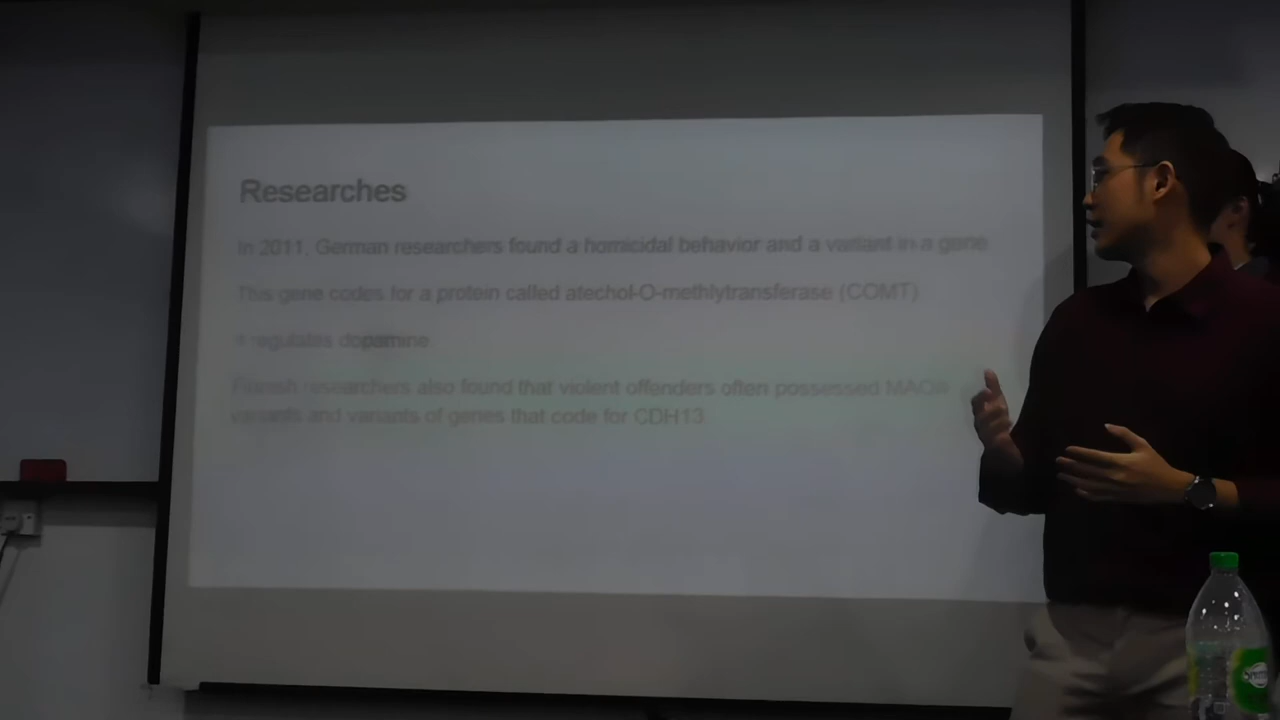 Researches
In 2011, German researchers found a homicidal behavior and a variant in a gene
This gene codes for a protein called atechol-O-methlytransferase (COMT)
regulates dopamine
Finnish researchers also found that violent offenders often possessed MAOA
variants and variants of genes that code for CDH13